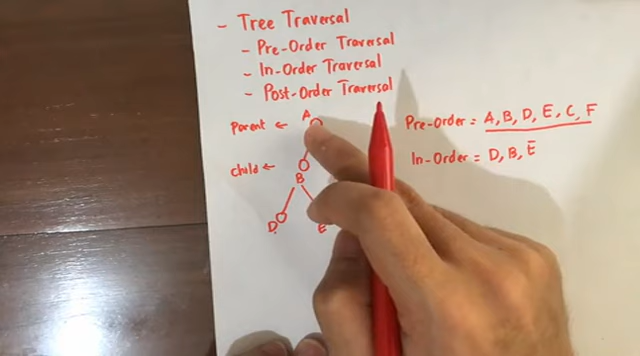 - Tree Traversal
- Pre-Order Traversal
- In-Order Traversal
- Post-Order Traversal
A
Parent ←
Pre-Order = A, B, D, E, C, F
child ←
In-Order = D, B, E
B
D
E